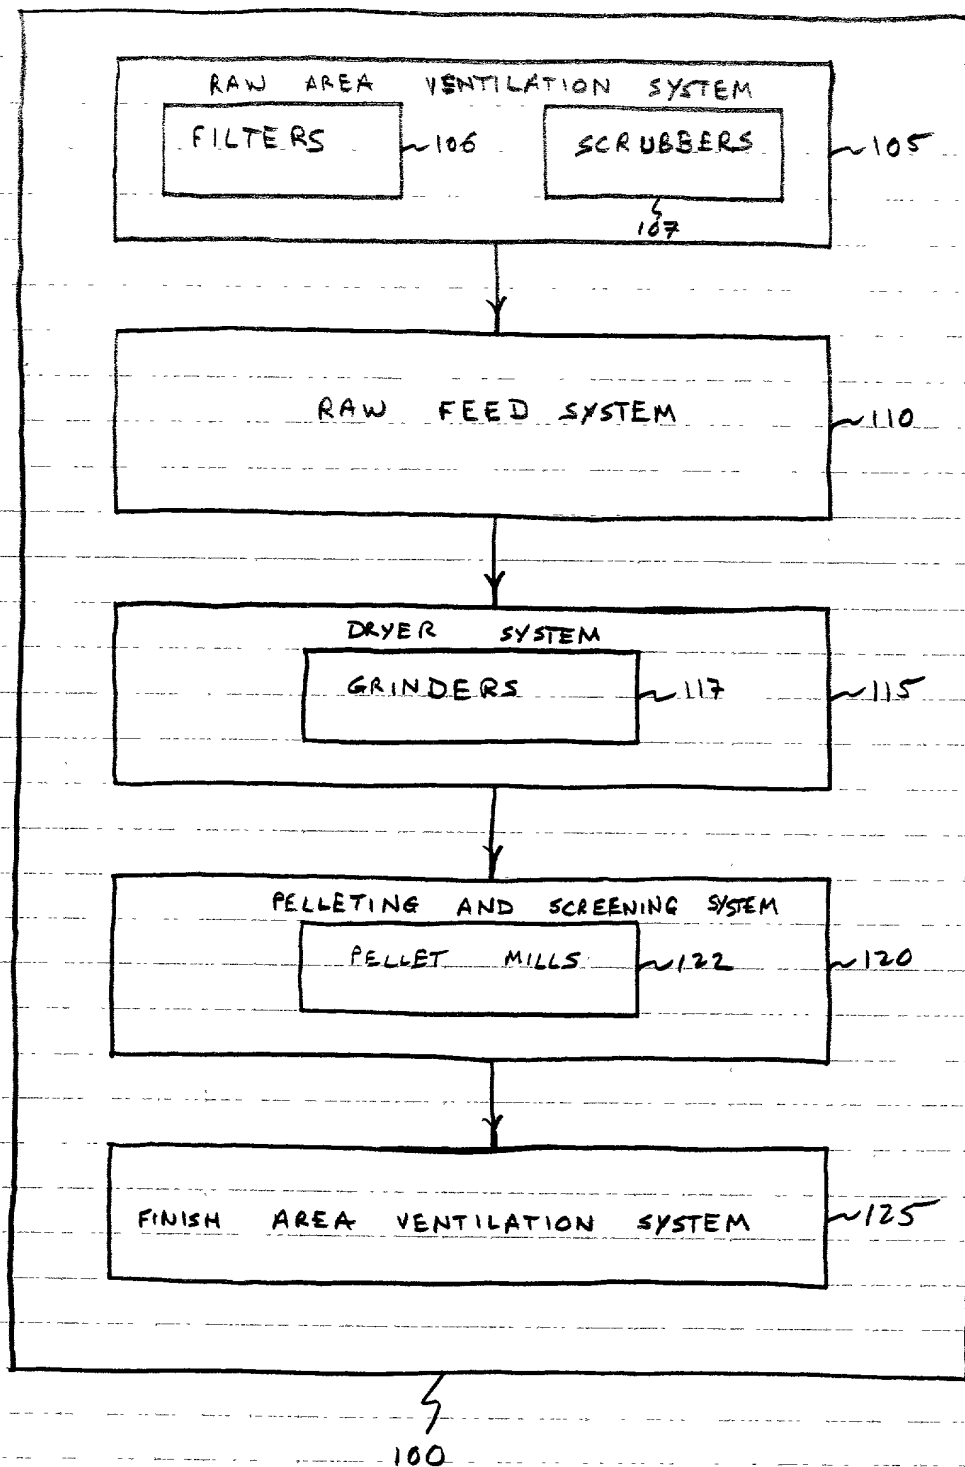 RAW AREA VENTILATION SYSTEM
FILTERS
106
SCRUBBERS
107
105
RAW FEED SYSTEM
110
DRYER SYSTEM
GRINDERS
117
115
PELLETING AND SCREENING SYSTEM
PELLET MILLS
122
120
FINISH AREA VENTILATION SYSTEM
125
100